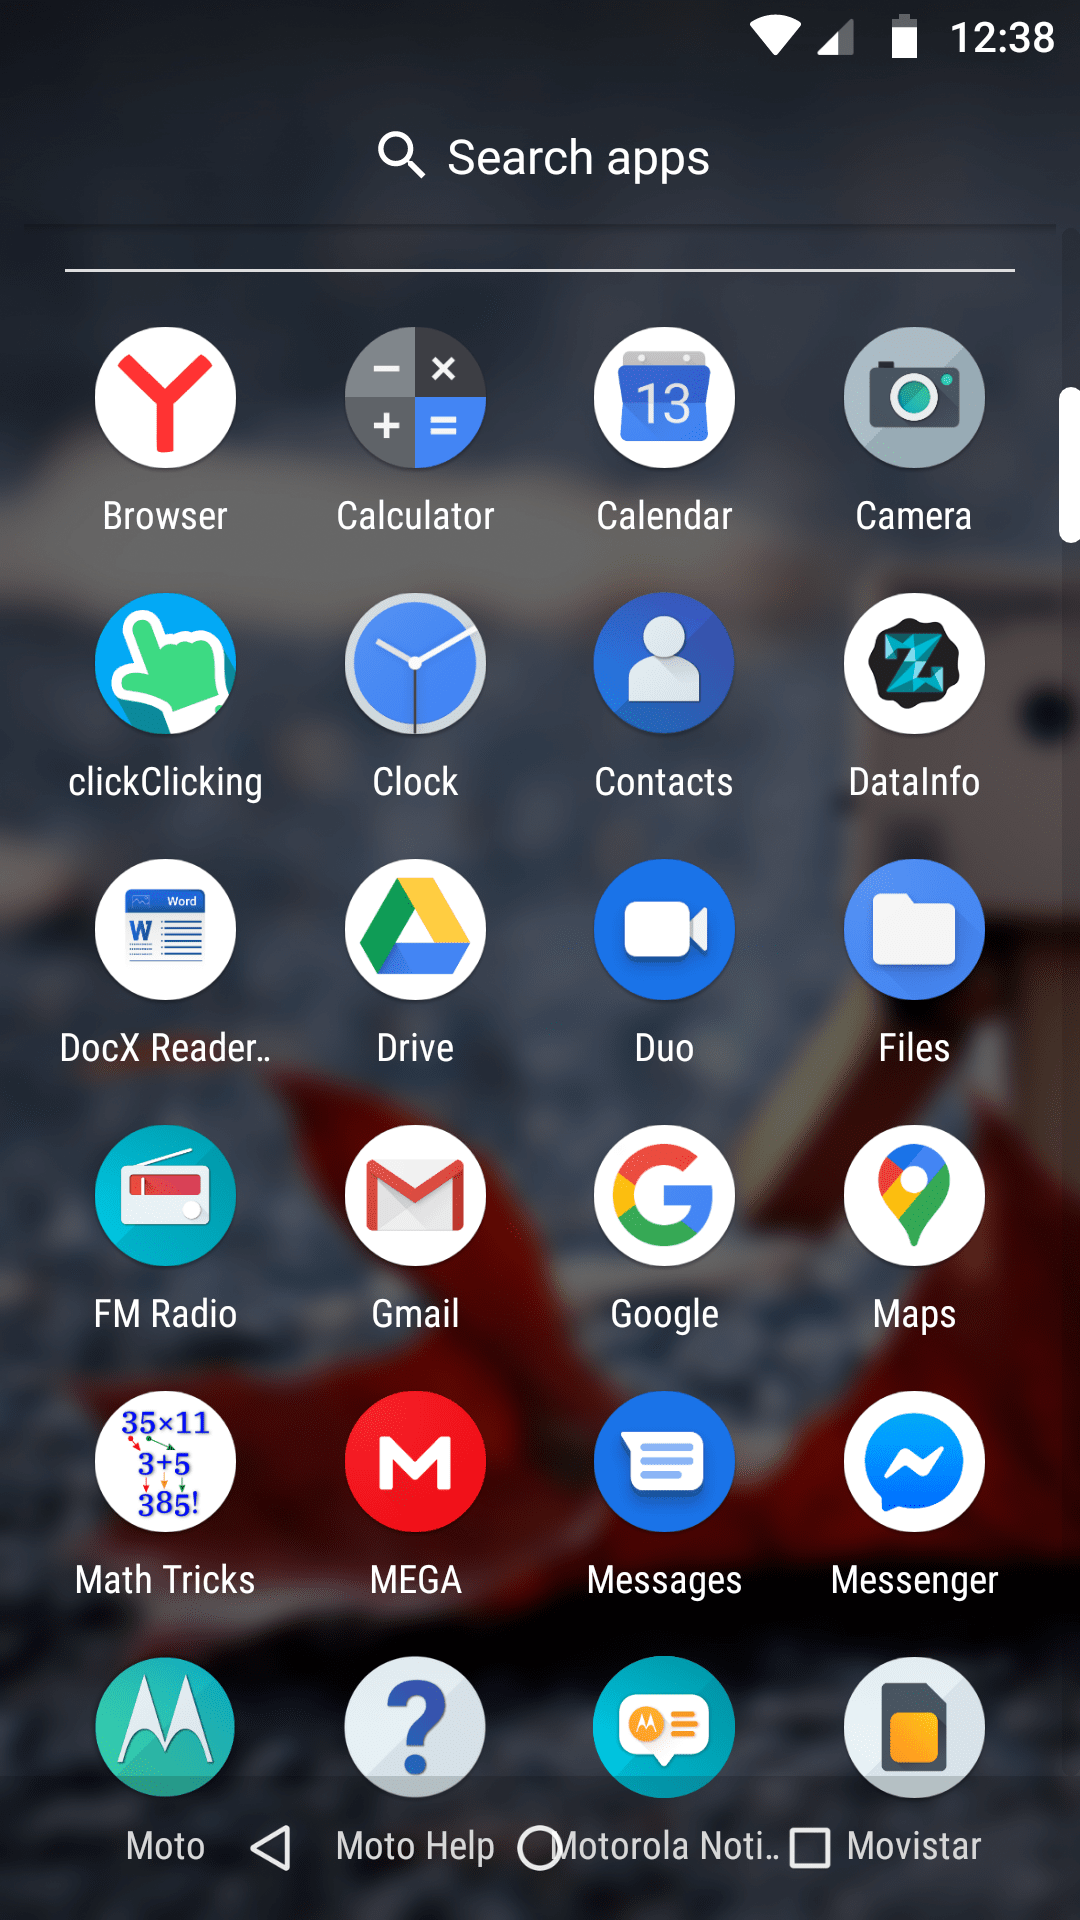 12:38
Search apps
13
Browser Calculator Calendar Camera
Z
clickClicking Clock Contacts DataInfo
Word
W
DocX Reader.. Drive Duo Files
FM Radio Gmail Google Maps
35×11
3+5
385!
Math Tricks MEGA Messages Messenger
Moto Moto Help Motorola Noti.. Movistar